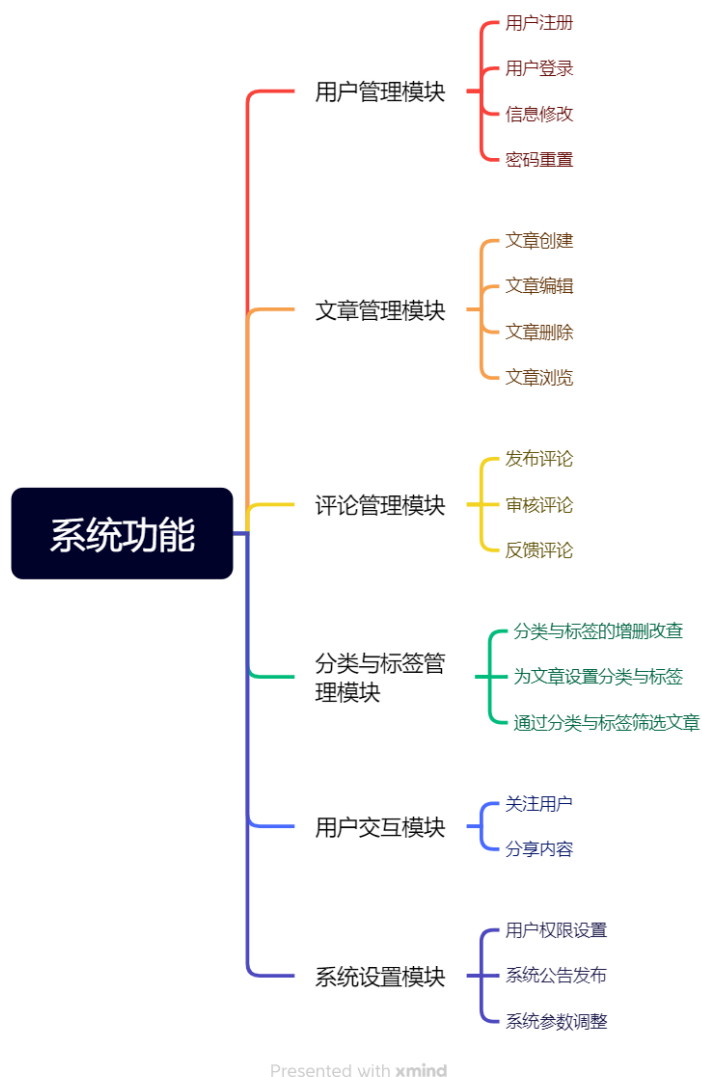 用户注册
用户登录
用户管理模块
信息修改
密码重置
文章创建
文章编辑
文章管理模块
文章删除
文章浏览
发布评论
评论管理模块
审核评论
反馈评论
系统功能
分类与标签的增删改查
分类与标签管
理模块
为文章设置分类与标签
通过分类与标签筛选文章
关注用户
用户交互模块
分享内容
用户权限设置
系统设置模块
系统公告发布
系统参数调整
Presented with xmind